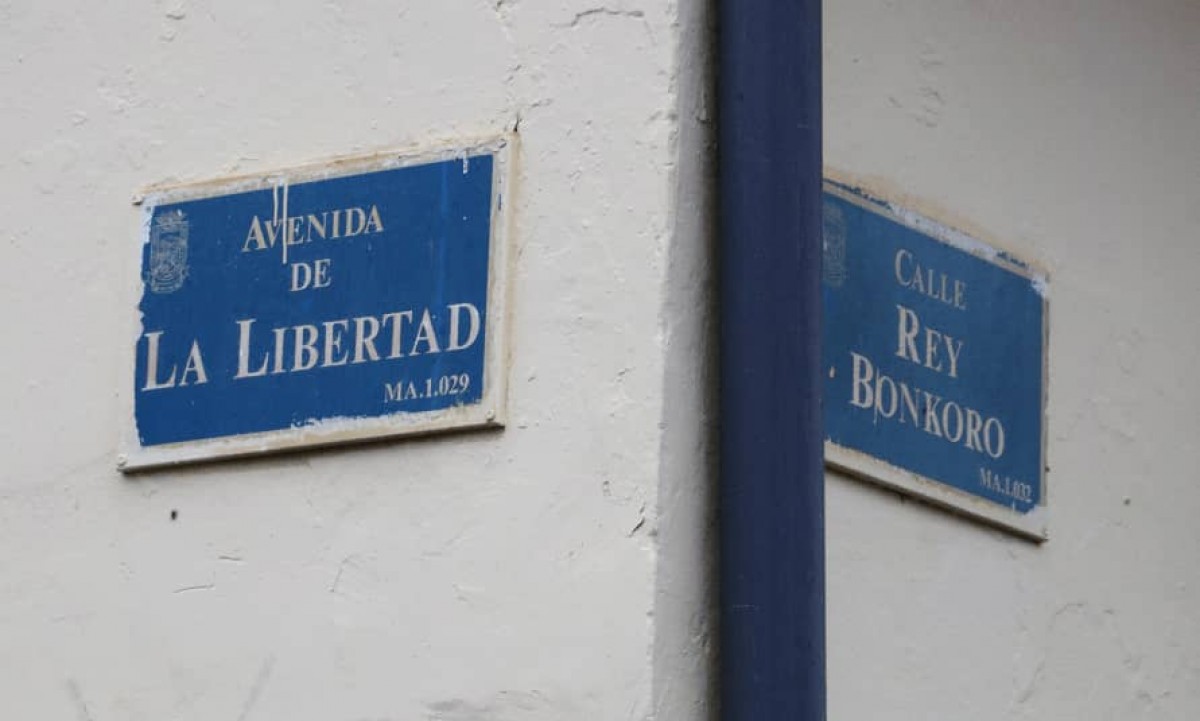 AVENIDA
DE
LA LIBERTAD
MA.1.029
CALLE
REY
BONKORO
MA.1.032